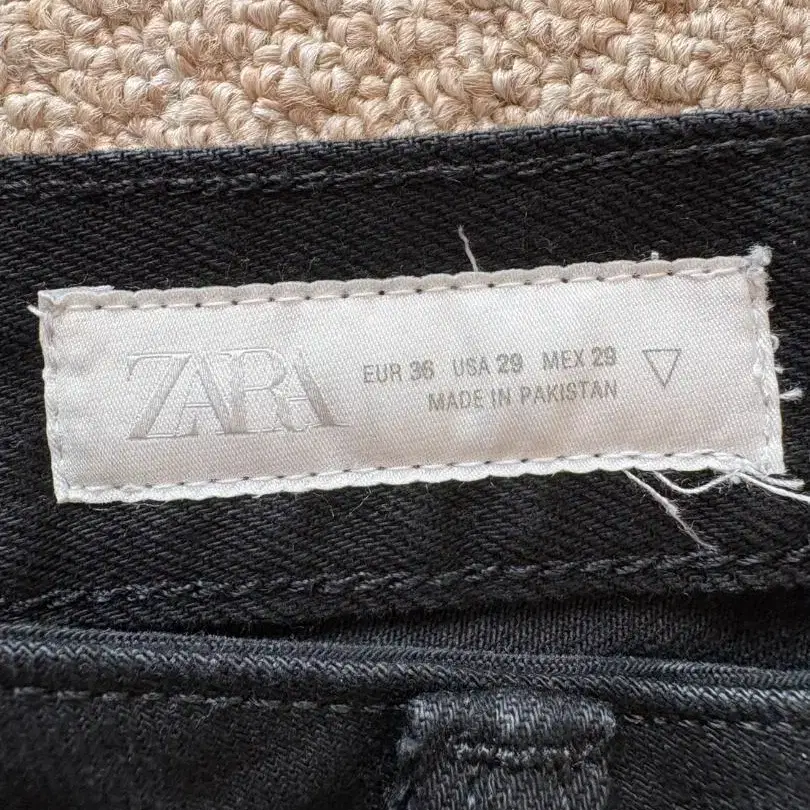 ZARA
EUR 36 USA 29 MEX 29
MADE IN PAKISTAN